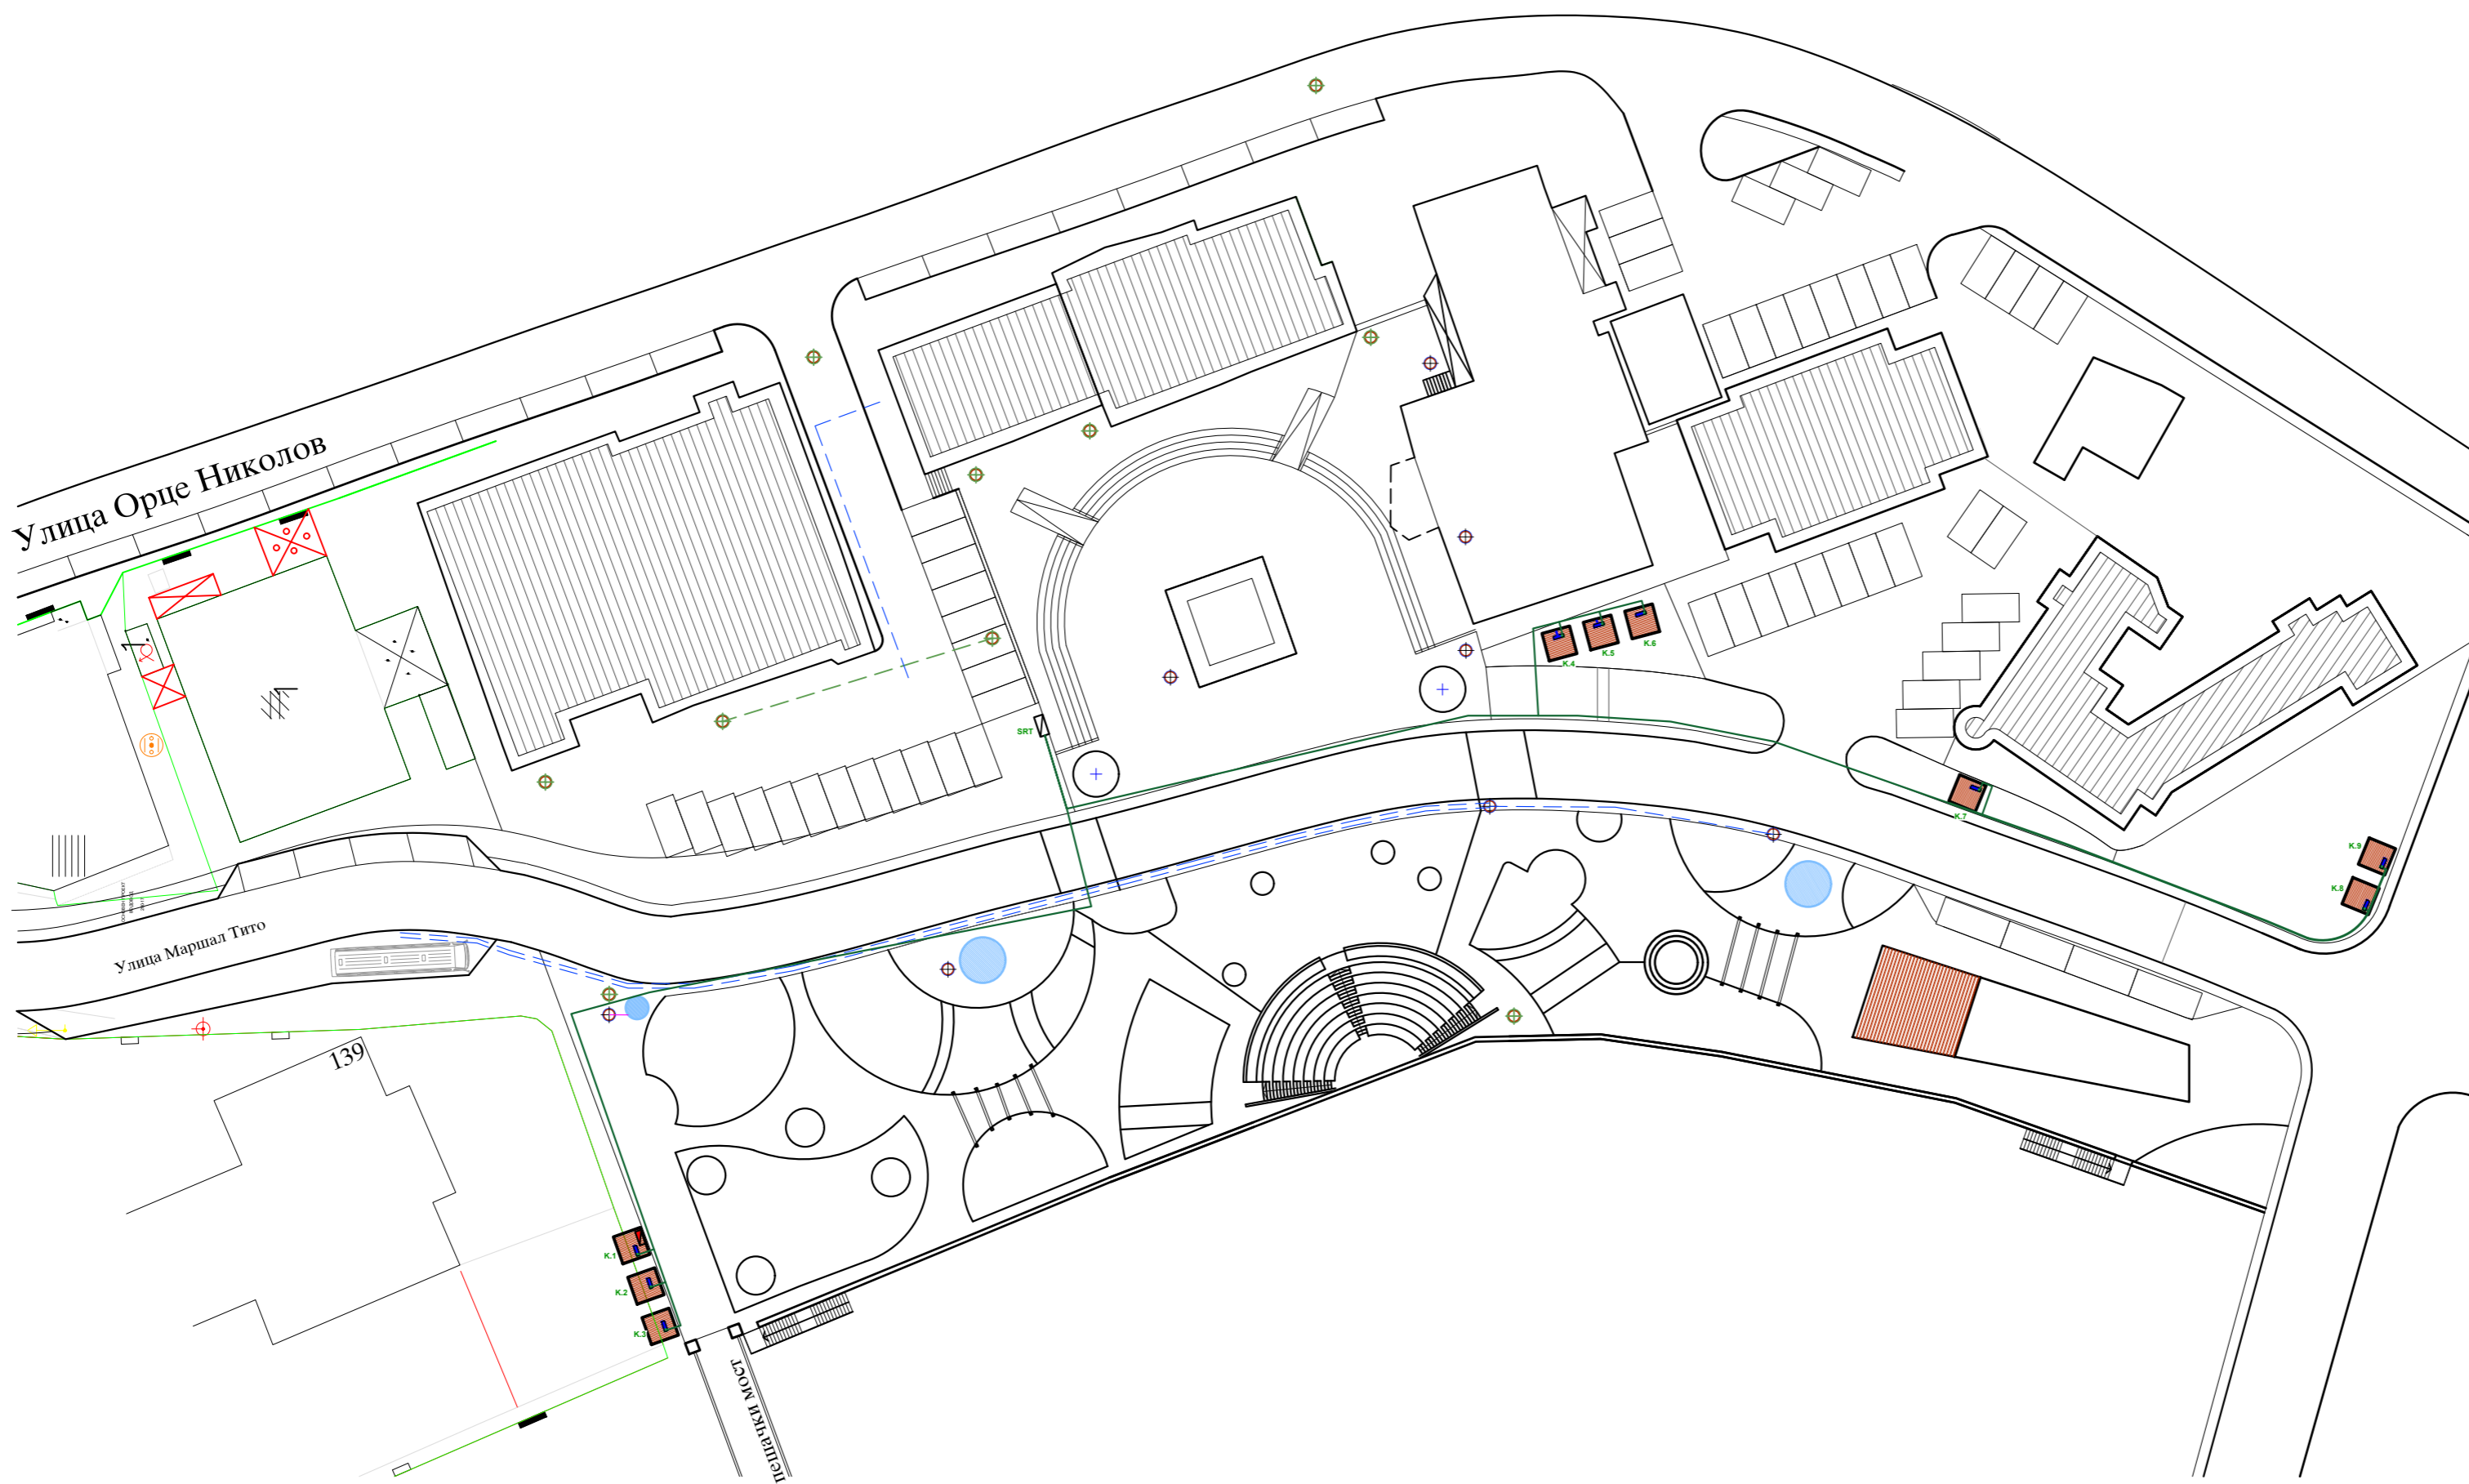 Улица Орце Николов
1.
SRT
K.4
K.5
K.6
K.7
K.9
K.8
Улица Маршал Тито
139
K.1
K.2
K.3
пешачки мост